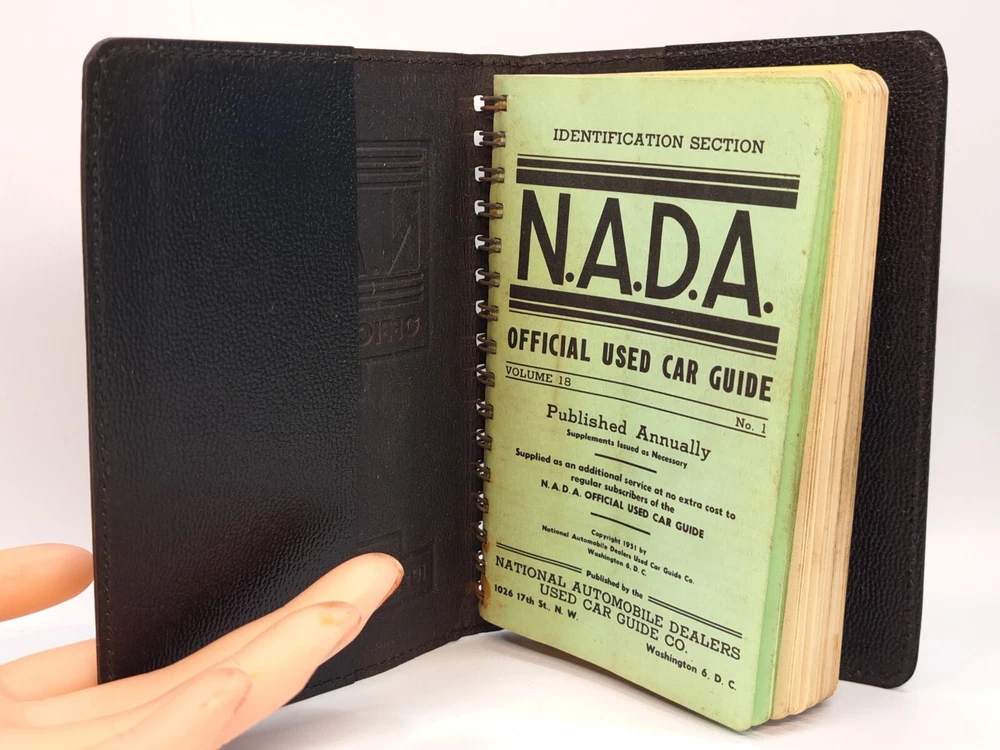 IDENTIFICATION SECTION
N.A.D.A.
OFFICIAL USED CAR GUIDE
VOLUME 18 No. 1
Published Annually
Supplements Issued as Necessary
Supplied as an additional service at no extra cost to
regular subscribers of the
N.A.D.A. OFFICIAL USED CAR GUIDE
Copyright 1951 by
National Automobile Dealers Used Car Guide Co.
Washington 6, D. C.
Published by the
NATIONAL AUTOMOBILE DEALERS
USED CAR GUIDE CO.
1026 17th St., N. W.
Washington 6, D. C.